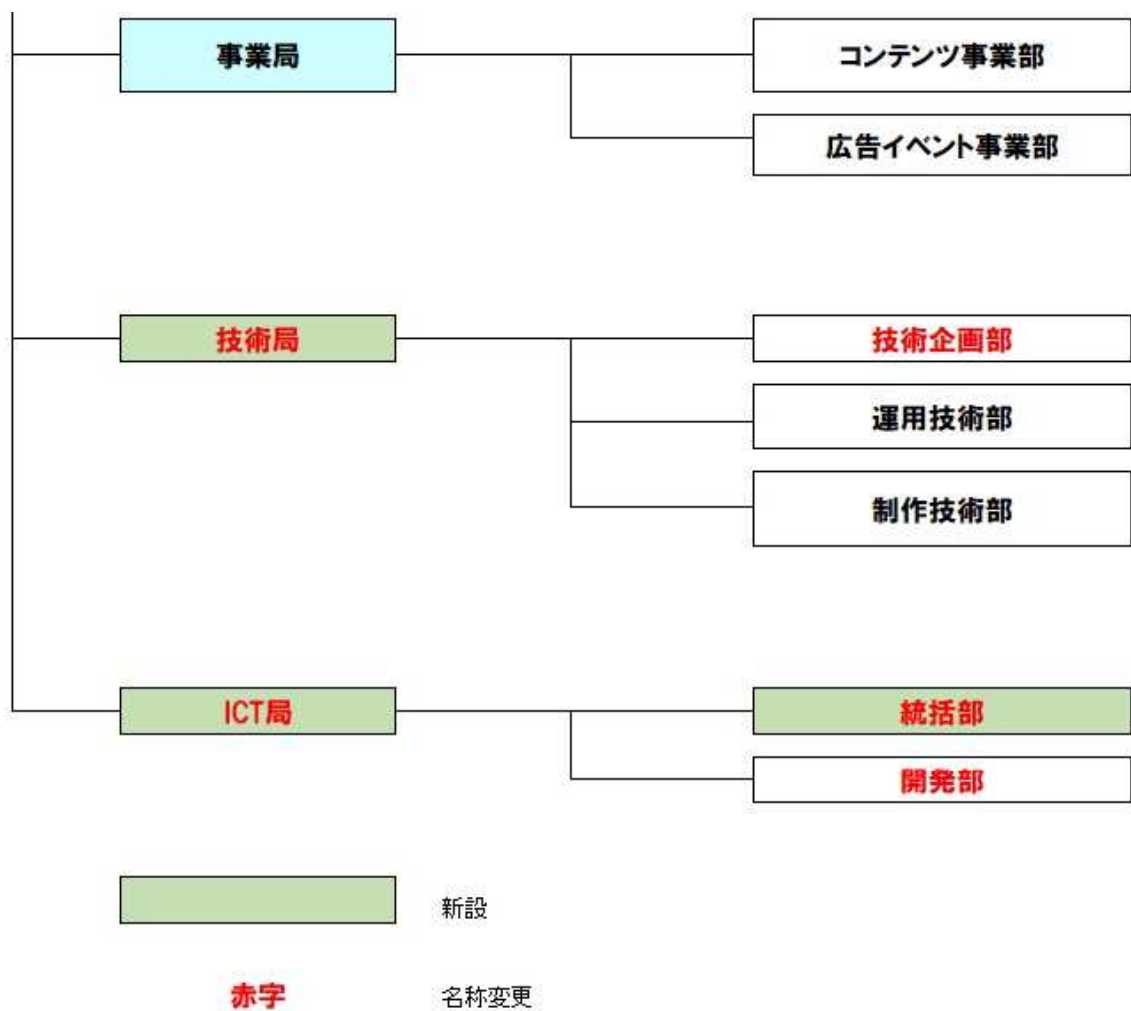 事業局
コンテンツ事業部
広告イベント事業部
技術局
技術企画部
運用技術部
制作技術部
ICT局
統括部
開発部
新設
赤字
名称変更